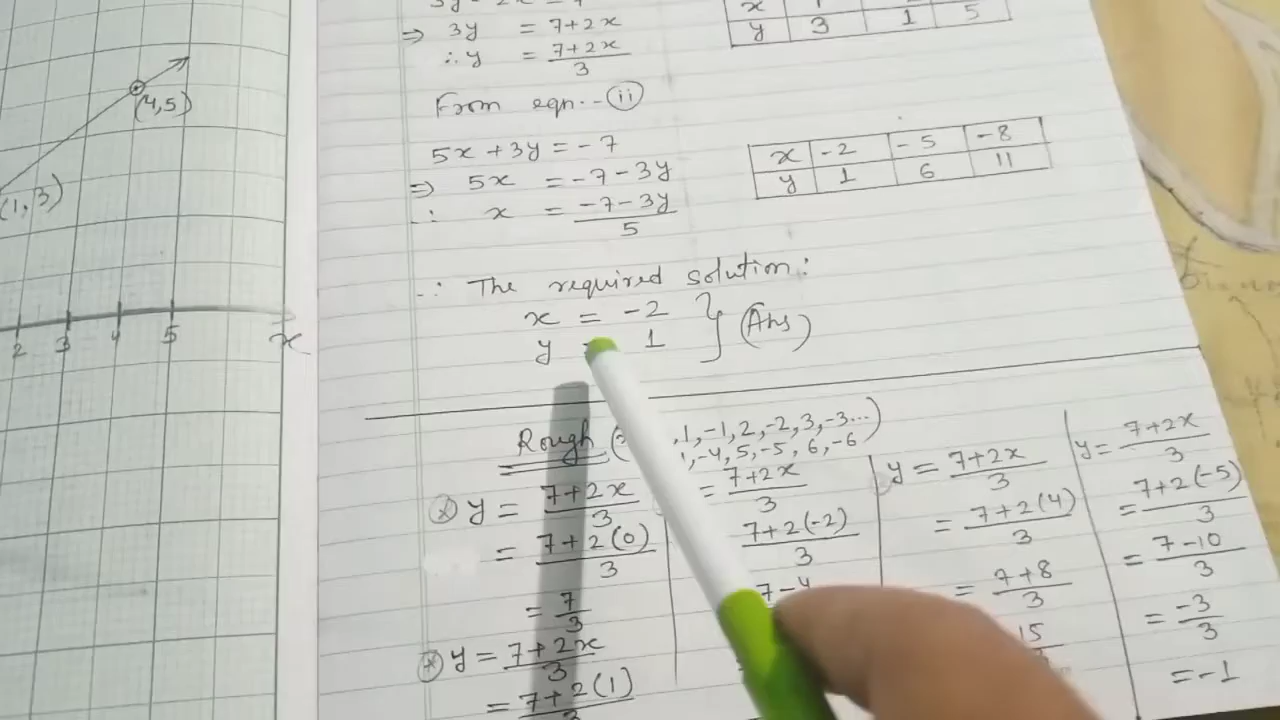 (4,5)
(1,3)
2 3 4 5 x
⇒ 3y = 7+2x
∴ y = 7+2x/3
x
y 3 1 5
From eqn.-- (ii)
5x + 3y = -7
⇒ 5x = -7-3y
∴ x = -7-3y/5
x -2 -5 -8
y 1 6 11
∴ The required solution:
x = -2
y = 1 } (Ans)
Rough
,1,-1,2,-2,3,-3...)
1,-4,5,-5,6,-6
y = 7+2x/3
= 7+2(0)/3
= 7/3
y = 7+2x/3
= 7+2(1)
= 7+2x/3
7+2(-2)/3
7-4
y = 7+2x/3
= 7+2(4)/3
= 7+8/3
15
y = 7+2x/3
= 7+2(-5)/3
= 7-10/3
= -3/3
= -1